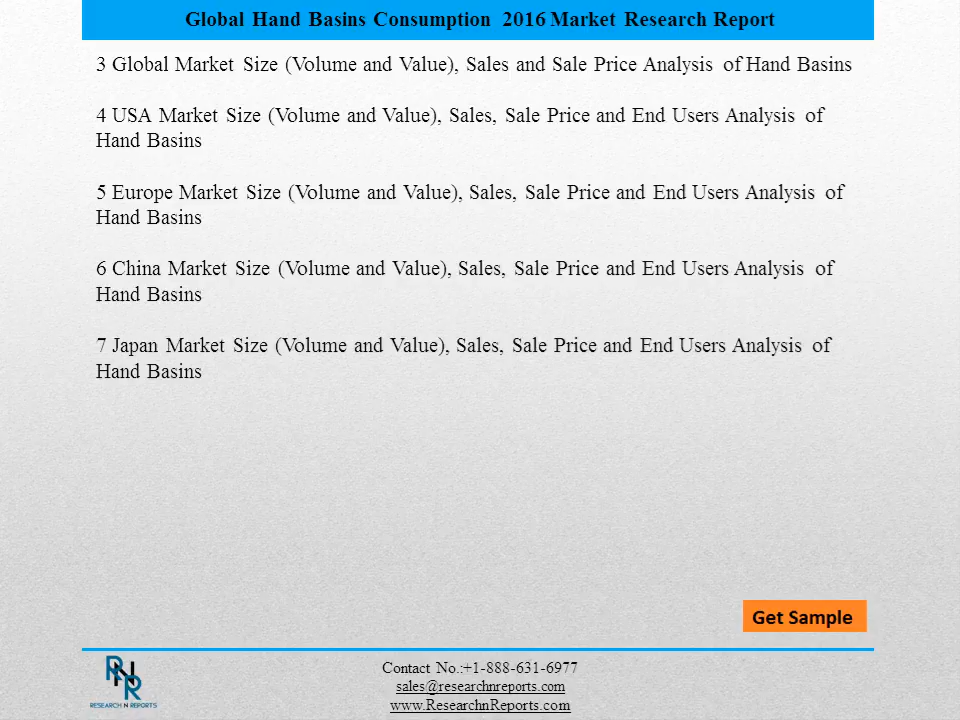 Global Hand Basins Consumption 2016 Market Research Report
3 Global Market Size (Volume and Value), Sales and Sale Price Analysis of Hand Basins
4 USA Market Size (Volume and Value), Sales, Sale Price and End Users Analysis of
Hand Basins
5 Europe Market Size (Volume and Value), Sales, Sale Price and End Users Analysis of
Hand Basins
6 China Market Size (Volume and Value), Sales, Sale Price and End Users Analysis of
Hand Basins
7 Japan Market Size (Volume and Value), Sales, Sale Price and End Users Analysis of
Hand Basins
Get Sample
RNR
RESEARCH N REPORTS
Contact No.:+1-888-631-6977
sales@researchnreports.com
www.ResearchnReports.com